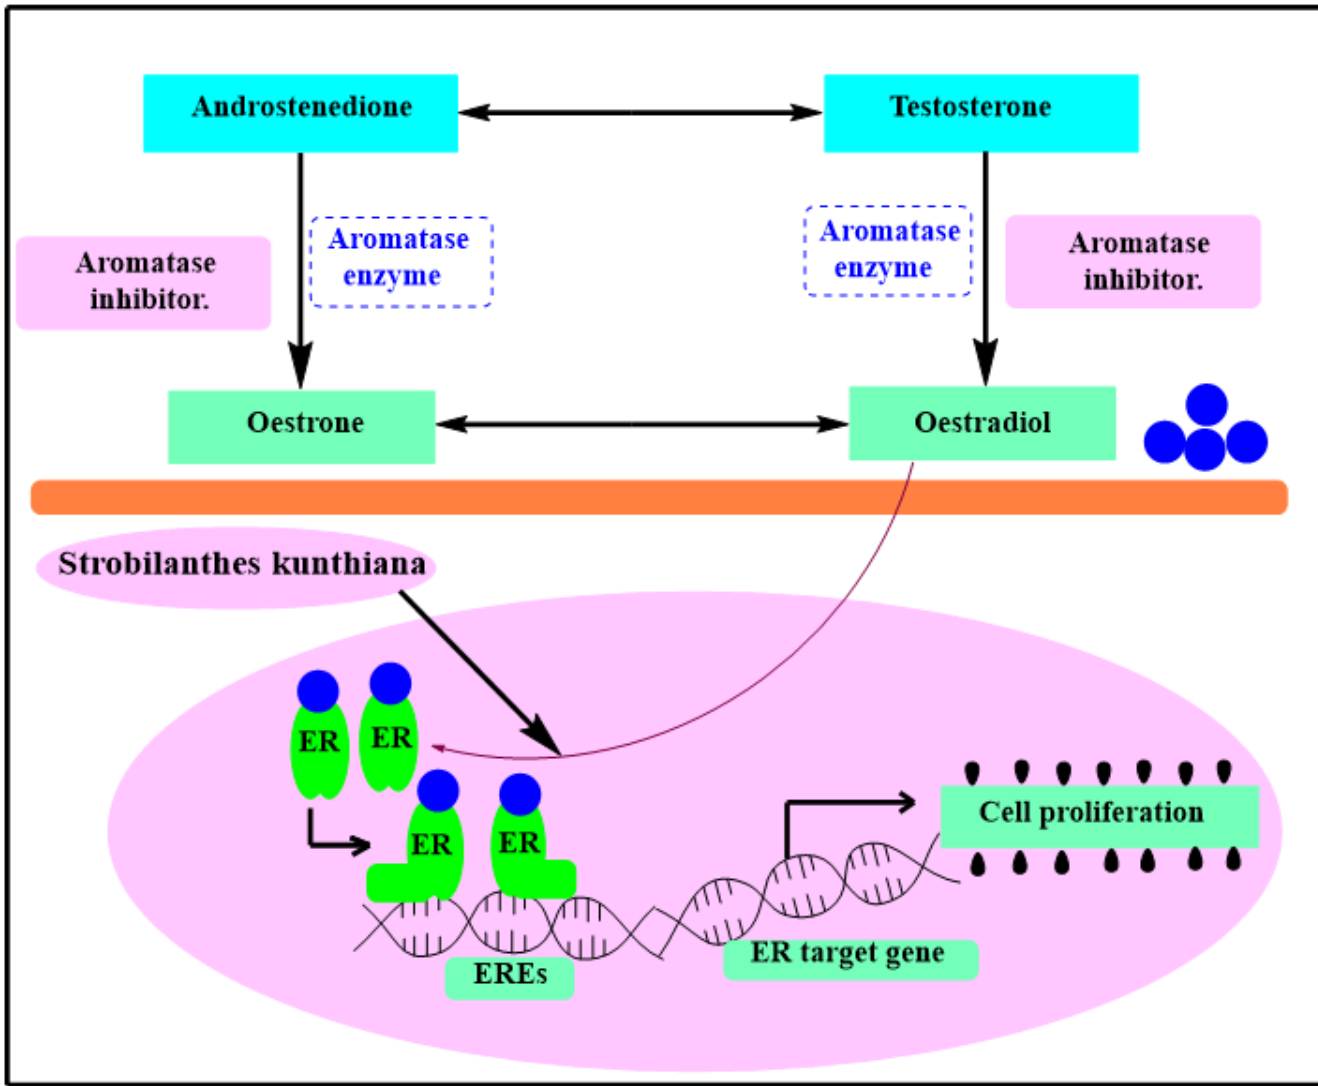 Androstenedione
Testosterone
Aromatase
enzyme
Aromatase
enzyme
Aromatase
inhibitor.
Aromatase
inhibitor.
Oestrone
Oestradiol
Strobilanthes kunthiana
ER
ER
ER
ER
Cell proliferation
ER target gene
EREs